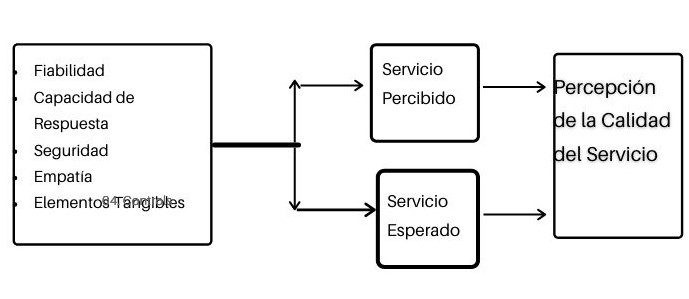 Fiabilidad
Capacidad de
Respuesta
Seguridad
Empatía
Elementos Tangibles
Servicio
Percibido
Servicio
Esperado
Percepción
de la Calidad
del Servicio